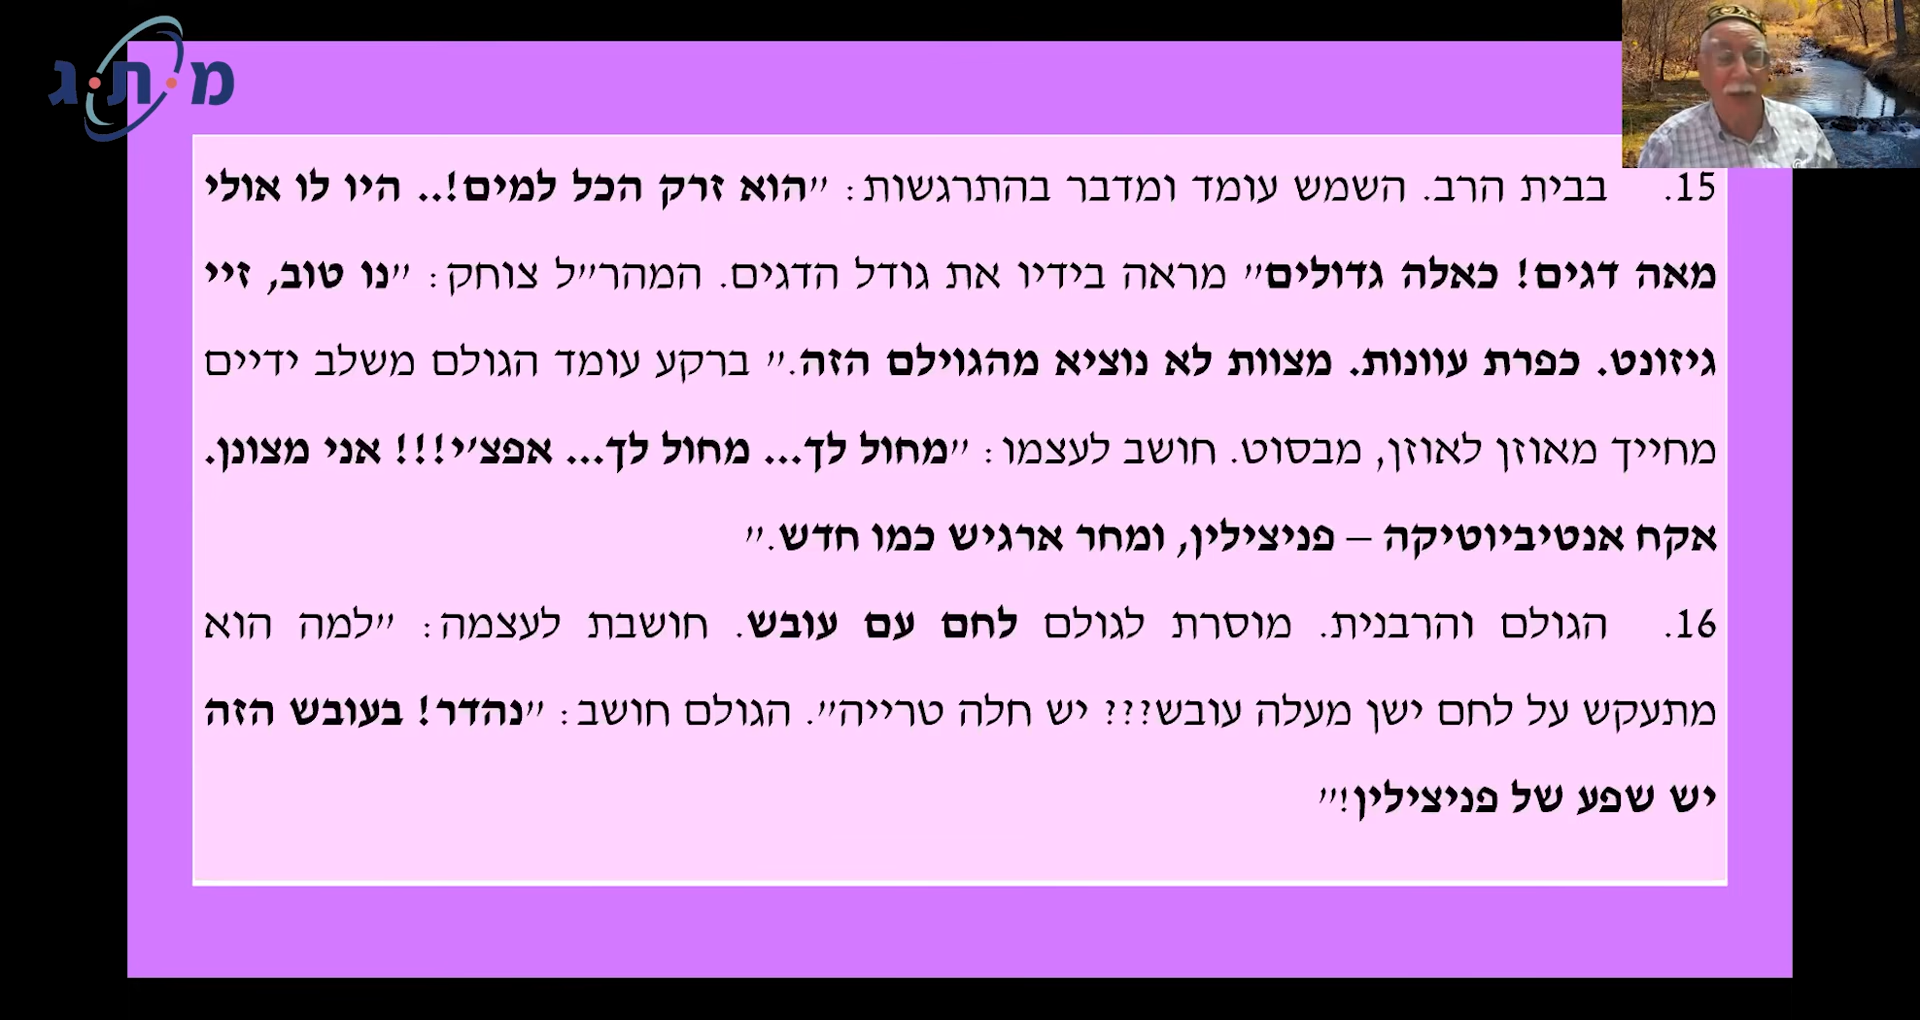 מ.ת.ג
15. בבית הרב. השמש עומד ומדבר בהתרגשות: "הוא זרק הכל למים!.. היו לו אולי
מאה דגים! כאלה גדולים" מראה בידיו את גודל הדגים. המהר"ל צוחק: "נו טוב, זיי
גיזונט. כפרת עוונות. מצוות לא נוציא מהגוילם הזה." ברקע עומד הגולם משלב ידיים
מחייך מאוזן לאוזן, מבסוט. חושב לעצמו: "מחול לך... מחול לך... אפצ'י!!! אני מצונן.
אקח אנטיביוטיקה – פניצילין, ומחר ארגיש כמו חדש."
16. הגולם והרבנית. מוסרת לגולם לחם עם עובש. חושבת לעצמה: "למה הוא
מתעקש על לחם ישן מעלה עובש??? יש חלה טרייה". הגולם חושב: "נהדר! בעובש הזה
יש שפע של פניצילין!"